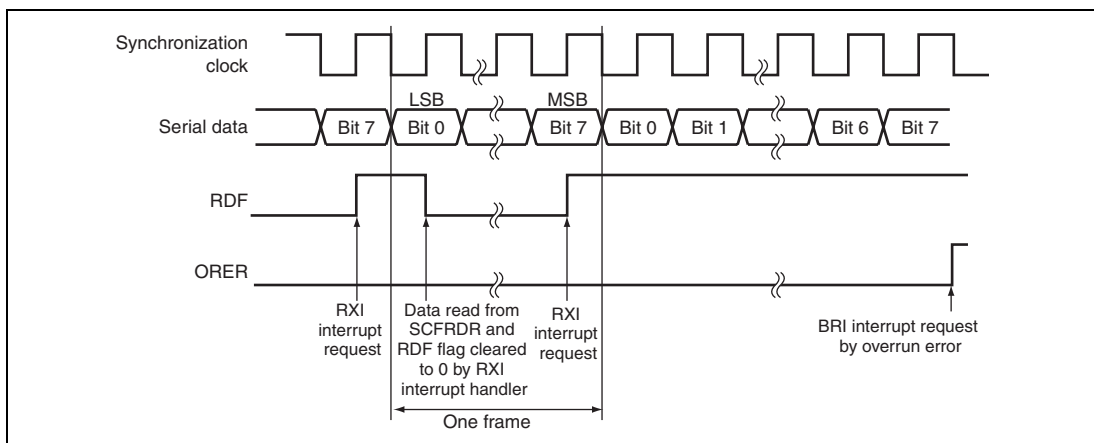 Synchronization
clock
LSB
MSB
Serial data
Bit 7
Bit 0
Bit 7
Bit 0
Bit 1
Bit 6
Bit 7
RDF
ORER
RXI
interrupt
request
Data read from
SCFRDR and
RDF flag cleared
to 0 by RXI
interrupt handler
RXI
interrupt
request
BRI interrupt request
by overrun error
One frame